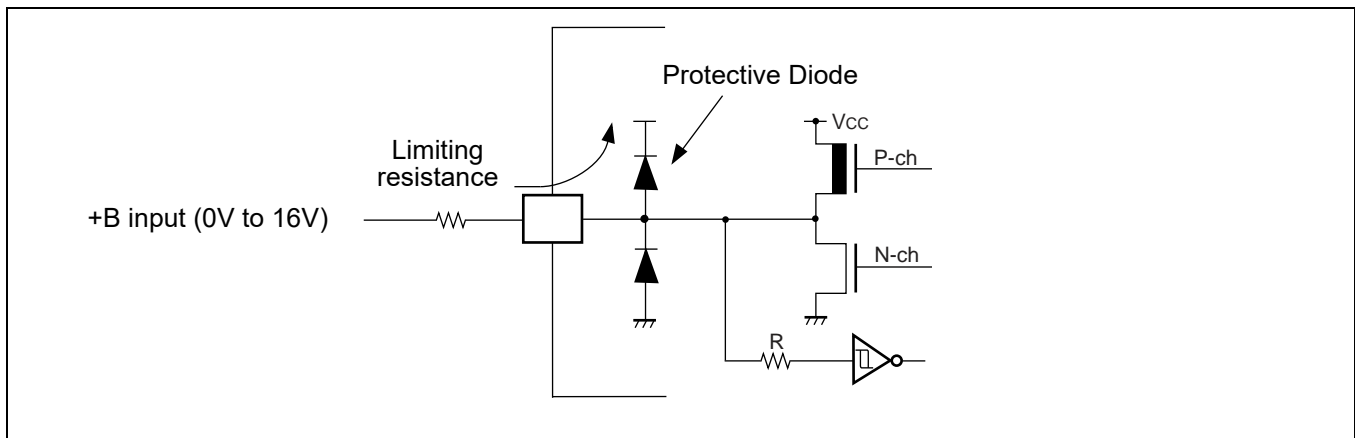 Protective Diode
Limiting
resistance
VCC
P-ch
+B input (0V to 16V)
N-ch
R